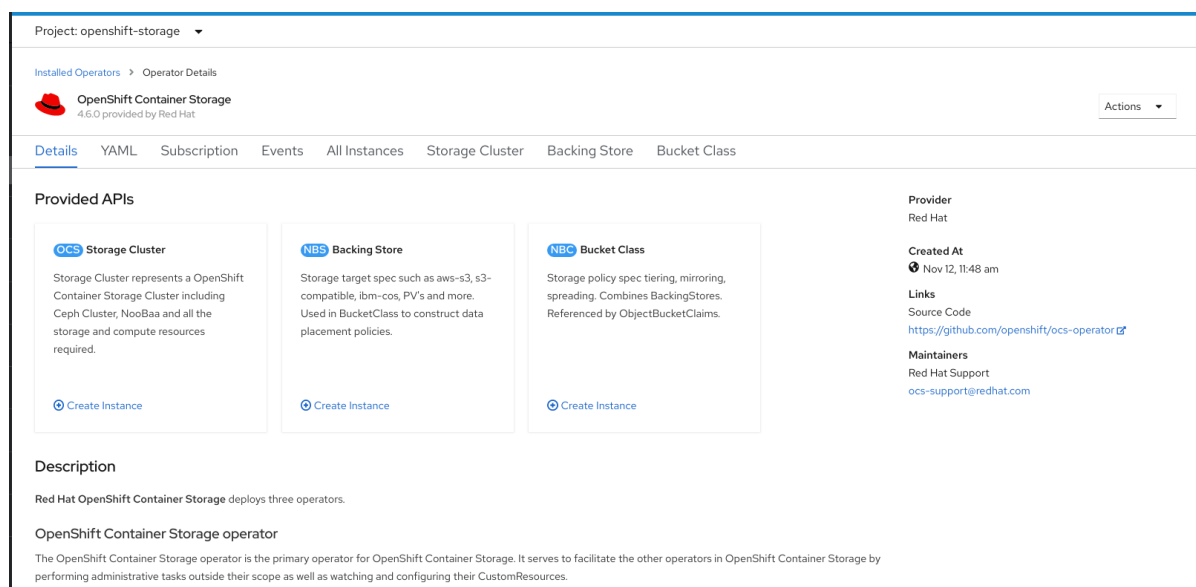 Project: openshift-storage
Installed Operators > Operator Details
OpenShift Container Storage
4.6.0 provided by Red Hat
Actions
Details YAML Subscription Events All Instances Storage Cluster Backing Store Bucket Class
Provided APIs
OCS Storage Cluster
Storage Cluster represents a OpenShift
Container Storage Cluster including
Ceph Cluster, NooBaa and all the
storage and compute resources
required.
Create Instance
NBS Backing Store
Storage target spec such as aws-s3, s3-
compatible, ibm-cos, PV's and more.
Used in BucketClass to construct data
placement policies.
Create Instance
NBC Bucket Class
Storage policy spec tiering, mirroring,
spreading. Combines BackingStores.
Referenced by ObjectBucketClaims.
Create Instance
Provider
Red Hat
Created At
Nov 12, 11:48 am
Links
Source Code
https://github.com/openshift/ocs-operator
Maintainers
Red Hat Support
ocs-support@redhat.com
Description
Red Hat OpenShift Container Storage deploys three operators.
OpenShift Container Storage operator
The OpenShift Container Storage operator is the primary operator for OpenShift Container Storage. It serves to facilitate the other operators in OpenShift Container Storage by
performing administrative tasks outside their scope as well as watching and configuring their CustomResources.